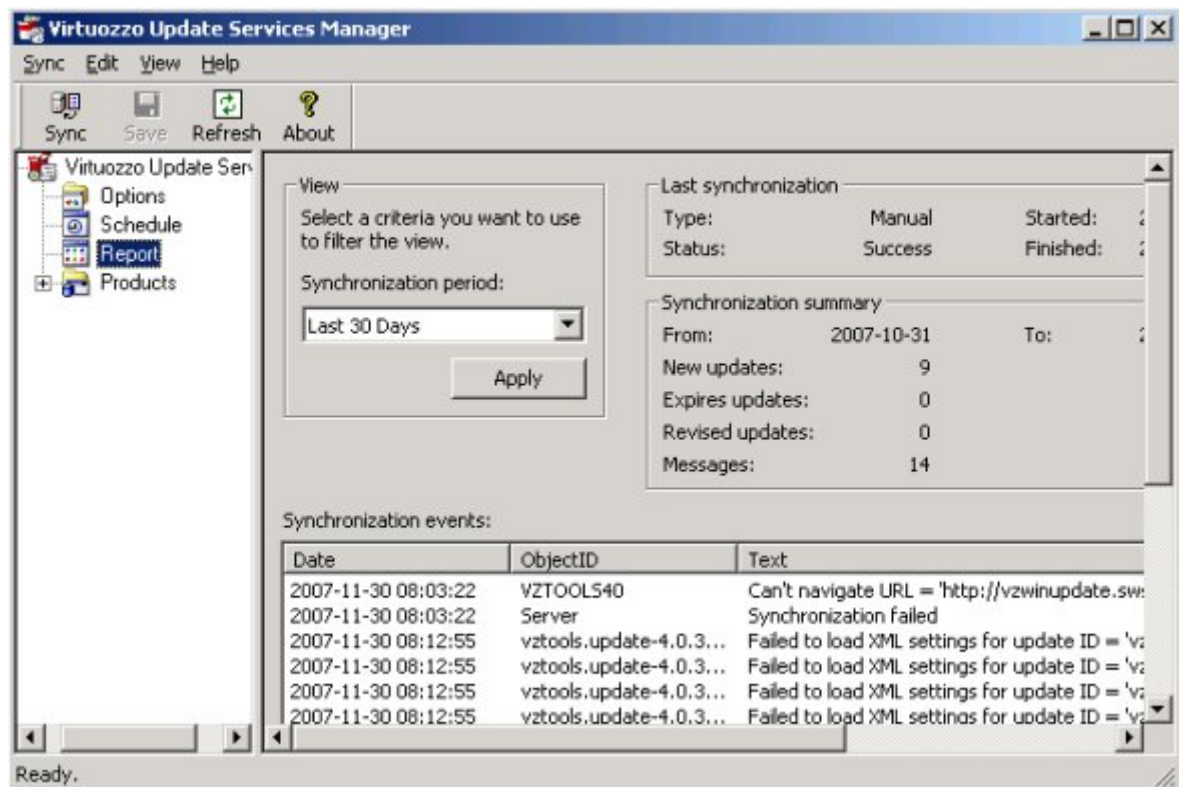 Virtuozzo Update Services Manager
Sync Edit View Help
Sync Save Refresh About
Virtuozzo Update Ser
Options
Schedule
Report
Products
View
Select a criteria you want to use
to filter the view.
Synchronization period:
Last 30 Days
Apply
Last synchronization
Type: Manual Started:
Status: Success Finished:
Synchronization summary
From: 2007-10-31 To:
New updates: 9
Expires updates: 0
Revised updates: 0
Messages: 14
Synchronization events:
Date ObjectID Text
2007-11-30 08:03:22 VZTOOLS40 Can't navigate URL = 'http://vzwinupdate.sws
2007-11-30 08:03:22 Server Synchronization failed
2007-11-30 08:12:55 vztools.update-4.0.3... Failed to load XML settings for update ID = 'vz
2007-11-30 08:12:55 vztools.update-4.0.3... Failed to load XML settings for update ID = 'vz
2007-11-30 08:12:55 vztools.update-4.0.3... Failed to load XML settings for update ID = 'vz
2007-11-30 08:12:55 vztools.update-4.0.3... Failed to load XML settings for update ID = 'vz
Ready.